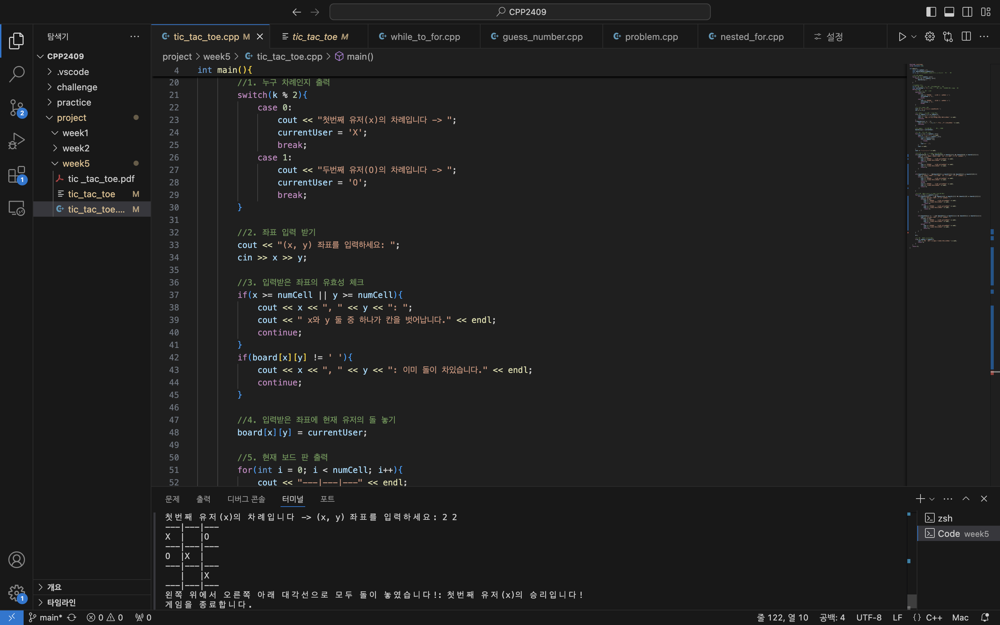 CPP2409
탐색기
tic_tac_toe.cpp M
tic_tac_toe M
while_to_for.cpp
guess_number.cpp
problem.cpp
nested_for.cpp
설정
CPP2409
.vscode
challenge
practice
project
week1
week2
week5
tic _tac_toe.pdf
tic_tac_toe M
tic_tac_toe.... M
2
1
project > week5 > tic_tac_toe.cpp > main()
4 int main(){
20 //1. 누구 차례인지 출력
21 switch(k % 2){
22 case 0:
23 cout << "첫번째 유저(x)의 차례입니다 -> ";
24 currentUser = 'X';
25 break;
26 case 1:
27 cout << "두번째 유저(O)의 차례입니다 -> ";
28 currentUser = 'O';
29 break;
30 }
31
32 //2. 좌표 입력 받기
33 cout << "(x, y) 좌표를 입력하세요: ";
34 cin >> x >> y;
35
36 //3. 입력받은 좌표의 유효성 체크
37 if(x >= numCell || y >= numCell){
38 cout << x << ", " << y << ": ";
39 cout << " x와 y 둘 중 하나가 칸을 벗어납니다." << endl;
40 continue;
41 }
42 if(board[x][y] != ' '){
43 cout << x << ", " << y << ": 이미 돌이 차있습니다." << endl;
44 continue;
45 }
46
47 //4. 입력받은 좌표에 현재 유저의 돌 놓기
48 board[x][y] = currentUser;
49
50 //5. 현재 보드 판 출력
51 for(int i = 0; i < numCell; i++){
52 cout << "---|---|---" << endl;
문제 출력 디버그 콘솔 터미널 포트
첫번째 유저(x)의 차례입니다 -> (x, y) 좌표를 입력하세요: 2 2
---|---|---
X  |   |O
---|---|---
O  |X  |
---|---|---
   |   |X
---|---|---
왼쪽 위에서 오른쪽 아래 대각선으로 모두 돌이 놓였습니다!: 첫번째 유저(x)의 승리입니다!
게임을 종료합니다.
zsh
Code week5
개요
타임라인
1
main* 0 0 0
줄 122, 열 10 공백: 4 UTF-8 LF {} C++ Mac